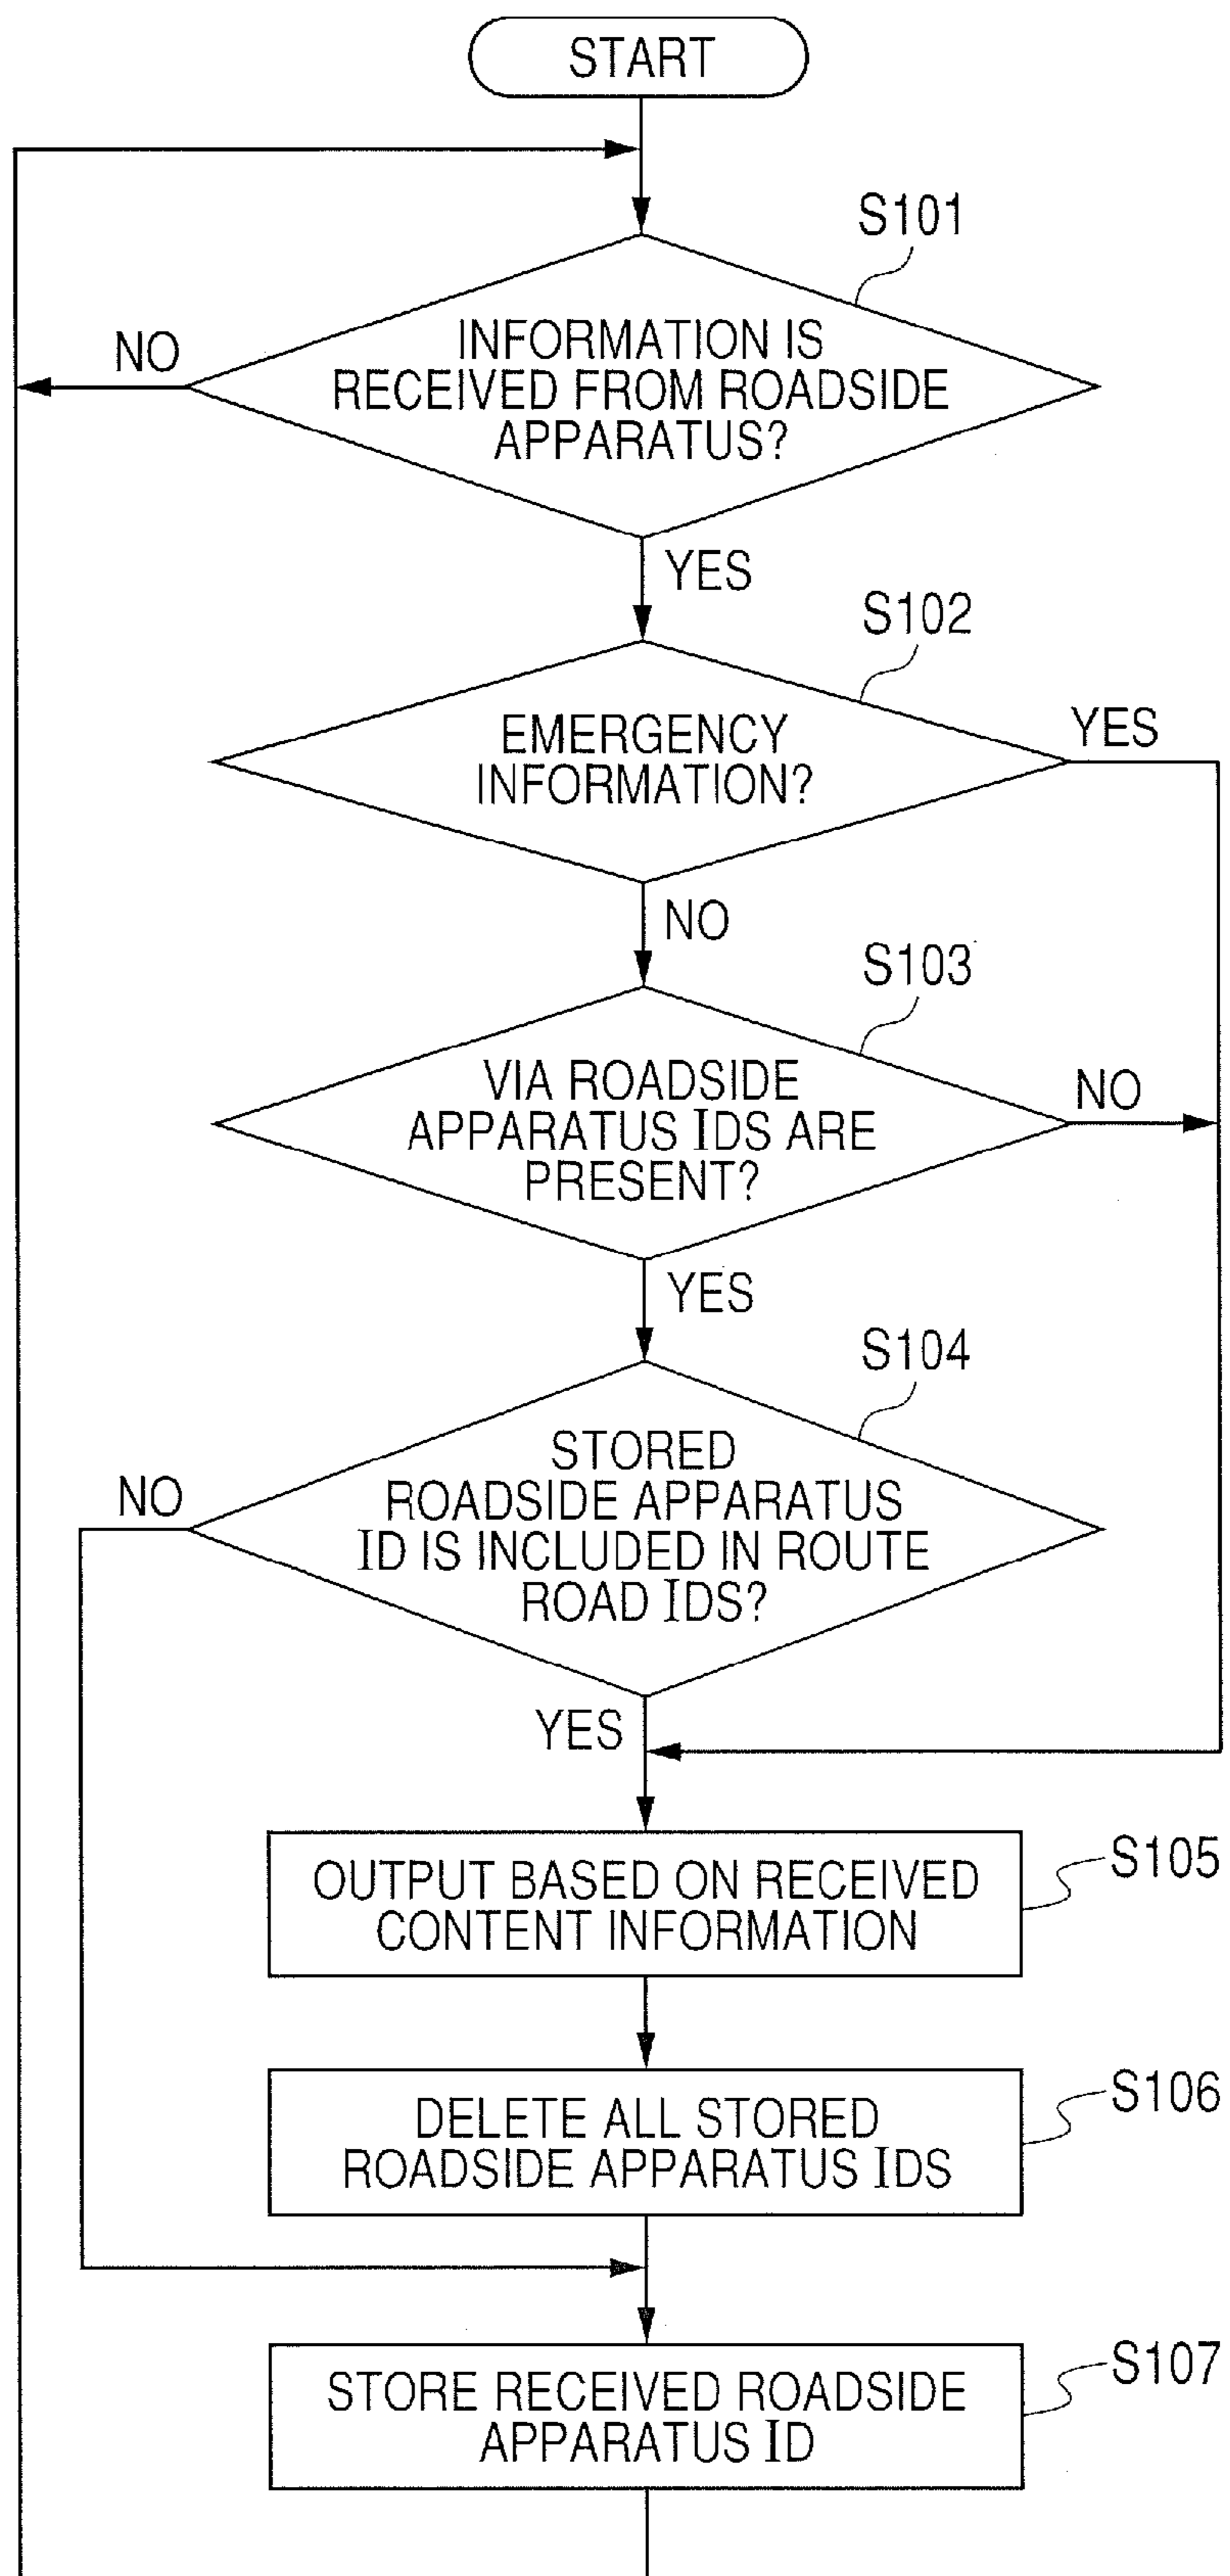 START
S101
INFORMATION IS
RECEIVED FROM ROADSIDE
APPARATUS?
NO
YES
S102
EMERGENCY
INFORMATION?
YES
NO
S103
VIA ROADSIDE
APPARATUS IDS ARE
PRESENT?
NO
YES
S104
STORED
ROADSIDE APPARATUS
ID IS INCLUDED IN ROUTE
ROAD IDS?
NO
YES
OUTPUT BASED ON RECEIVED
CONTENT INFORMATION
S105
DELETE ALL STORED
ROADSIDE APPARATUS IDS
S106
STORE RECEIVED ROADSIDE
APPARATUS ID
S107